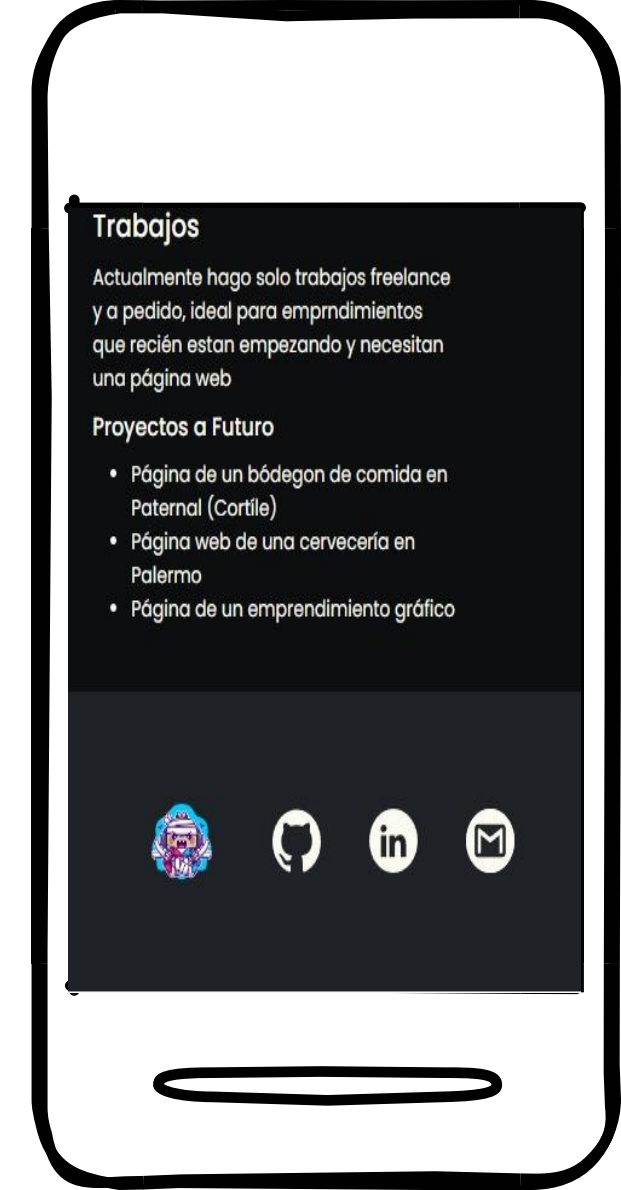 Trabajos
Actualmente hago solo trabajos freelance
y a pedido, ideal para emprndimientos
que recién estan empezando y necesitan
una página web
Proyectos a Futuro
• Página de un bódegon de comida en
Paternal (Cortíle)
• Página web de una cervecería en
Palermo
• Página de un emprendimiento gráfico
in